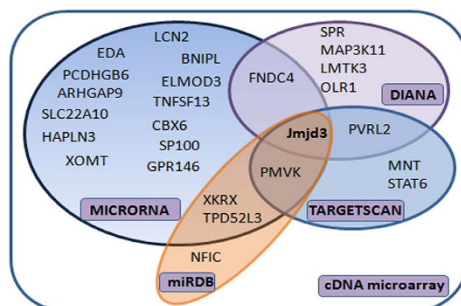 LCN2
EDA
BNIPL
PCDHGB6
ELMOD3
ARHGAP9
TNFSF13
SLC22A10
CBX6
HAPLN3
SP100
XOMT
GPR146
MICRORNA
FNDC4
SPR
MAP3K11
LMTK3
OLR1
DIANA
Jmjd3
PVRL2
PMVK
MNT
STAT6
TARGETSCAN
XKRX
TPD52L3
NFIC
miRDB
cDNA microarray